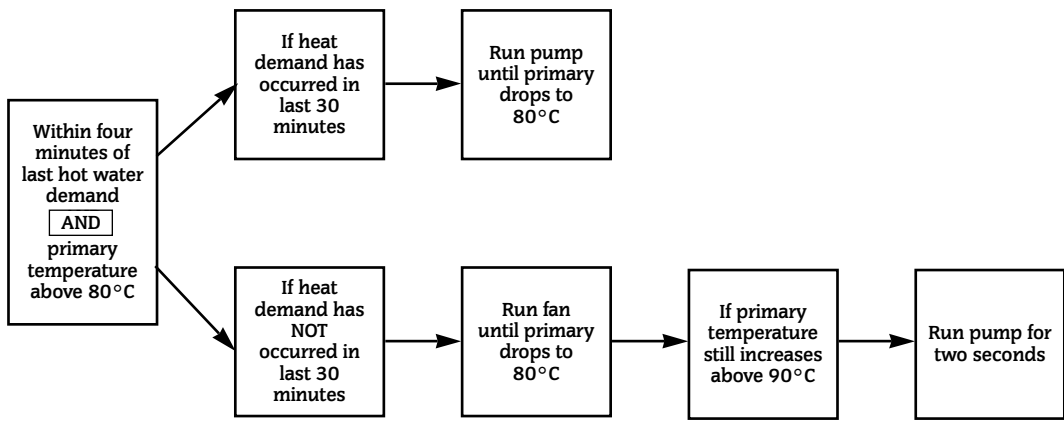 Within four
minutes of
last hot water
demand
AND
primary
temperature
above 80°C
If heat
demand has
occurred in
last 30
minutes
Run pump
until primary
drops to
80°C
If heat
demand has
NOT
occurred in
last 30
minutes
Run fan
until primary
drops to
80°C
If primary
temperature
still increases
above 90°C
Run pump for
two seconds